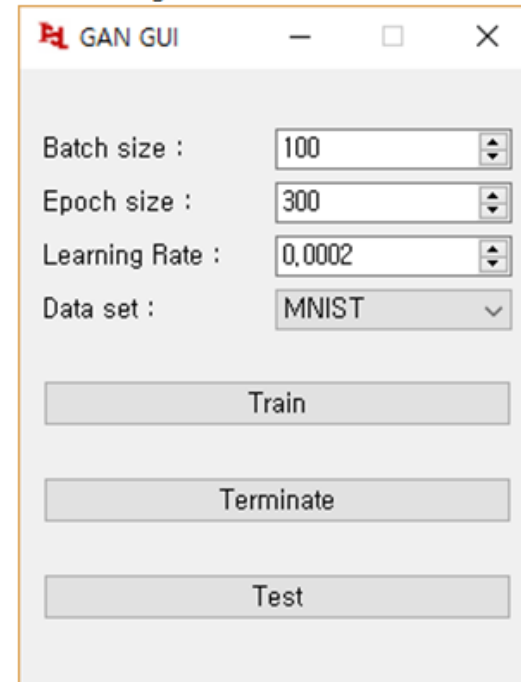 GAN GUI
Batch size : 100
Epoch size : 300
Learning Rate : 0,0002
Data set : MNIST
Train
Terminate
Test